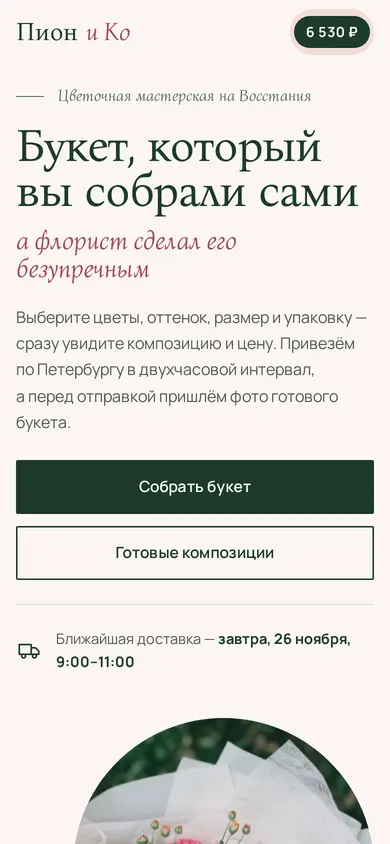 Пион и Ко
6 530 ₽
Цветочная мастерская на Восстания
Букет, который
вы собрали сами
а флорист сделал его
безупречным
Выберите цветы, оттенок, размер и упаковку —
сразу увидите композицию и цену. Привезём
по Петербургу в двухчасовой интервал,
а перед отправкой пришлём фото готового
букета.
Собрать букет
Готовые композиции
Ближайшая доставка — завтра, 26 ноября,
9:00–11:00